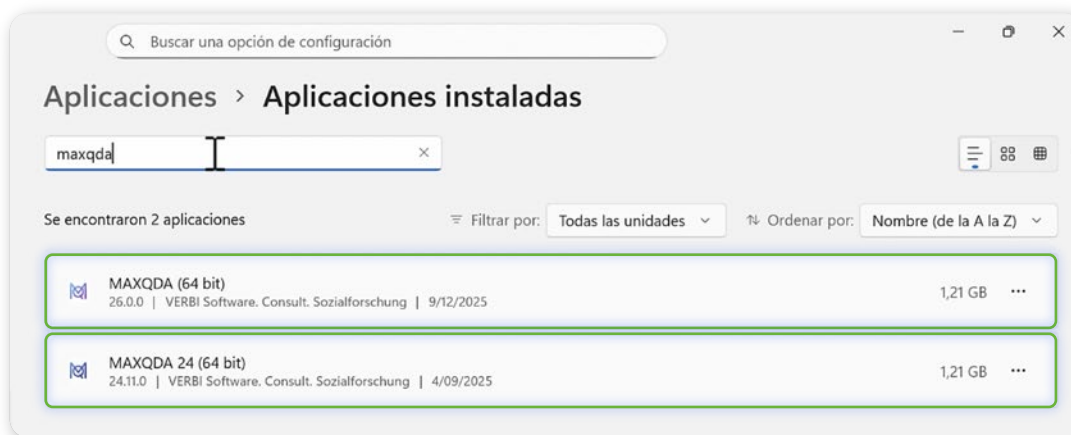 Buscar una opción de configuración
Aplicaciones > Aplicaciones instaladas
maxqda
Se encontraron 2 aplicaciones Filtrar por: Todas las unidades Ordenar por: Nombre (de la A la Z)
MAXQDA (64 bit)
26.0.0 | VERBI Software. Consult. Sozialforschung | 9/12/2025 1,21 GB
MAXQDA 24 (64 bit)
24.11.0 | VERBI Software. Consult. Sozialforschung | 4/09/2025 1,21 GB